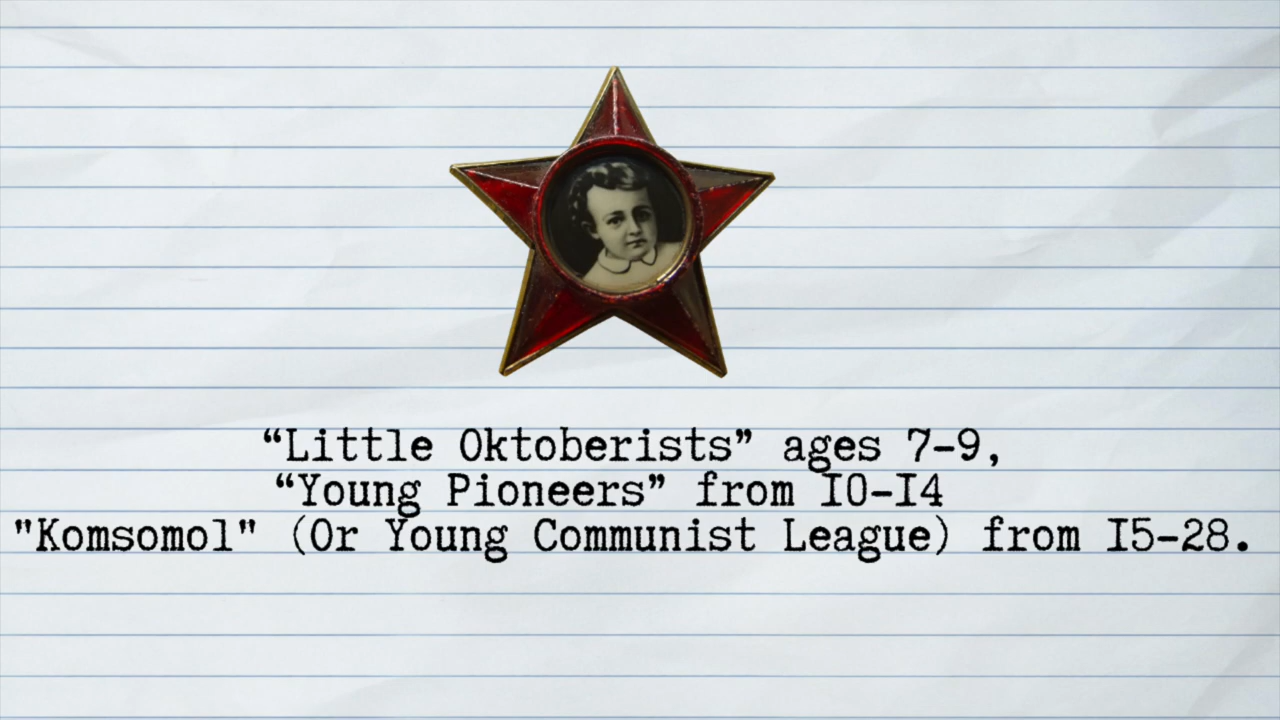 “Little Oktoberists” ages 7-9,
“Young Pioneers” from I0-I4
"Komsomol" (Or Young Communist League) from I5-28.